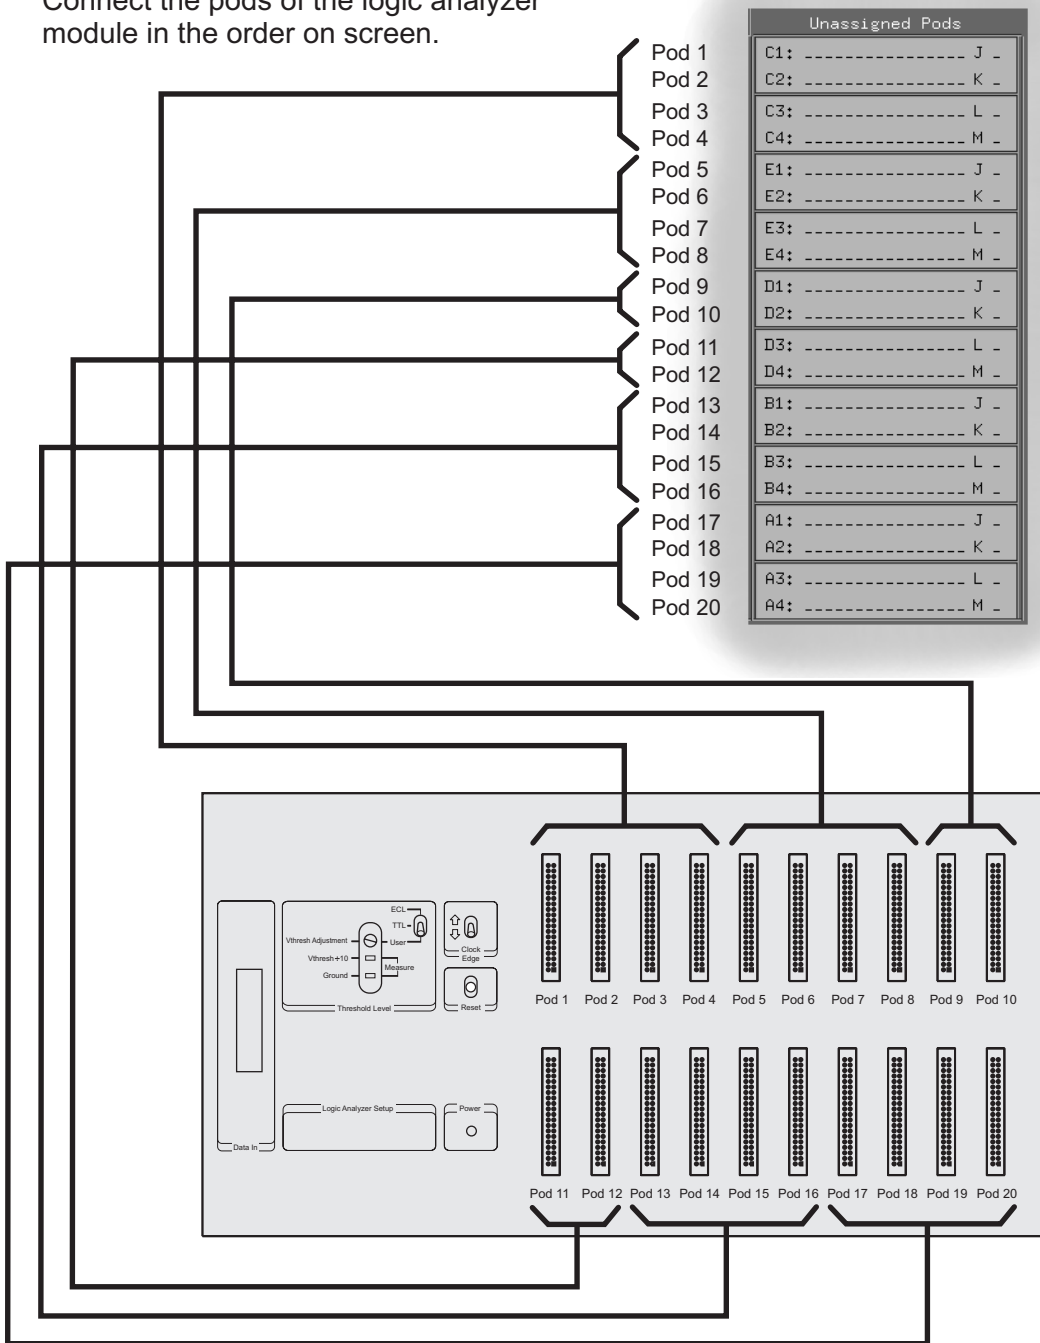 Connect the pods of the logic analyzer
module in the order on screen.
Unassigned Pods
Pod 1 C1: ---------------- J -
Pod 2 C2: ---------------- K -
Pod 3 C3: ---------------- L -
Pod 4 C4: ---------------- M -
Pod 5 E1: ---------------- J -
Pod 6 E2: ---------------- K -
Pod 7 E3: ---------------- L -
Pod 8 E4: ---------------- M -
Pod 9 D1: ---------------- J -
Pod 10 D2: ---------------- K -
Pod 11 D3: ---------------- L -
Pod 12 D4: ---------------- M -
Pod 13 B1: ---------------- J -
Pod 14 B2: ---------------- K -
Pod 15 B3: ---------------- L -
Pod 16 B4: ---------------- M -
Pod 17 A1: ---------------- J -
Pod 18 A2: ---------------- K -
Pod 19 A3: ---------------- L -
Pod 20 A4: ---------------- M -
ECL
TTL
User
Vthresh Adjustment
Vthresh÷10
Measure
Ground
Threshold Level
Clock
Edge
Reset
Pod 1 Pod 2 Pod 3 Pod 4 Pod 5 Pod 6 Pod 7 Pod 8 Pod 9 Pod 10
Logic Analyzer Setup
Power
Data In
Pod 11 Pod 12 Pod 13 Pod 14 Pod 15 Pod 16 Pod 17 Pod 18 Pod 19 Pod 20